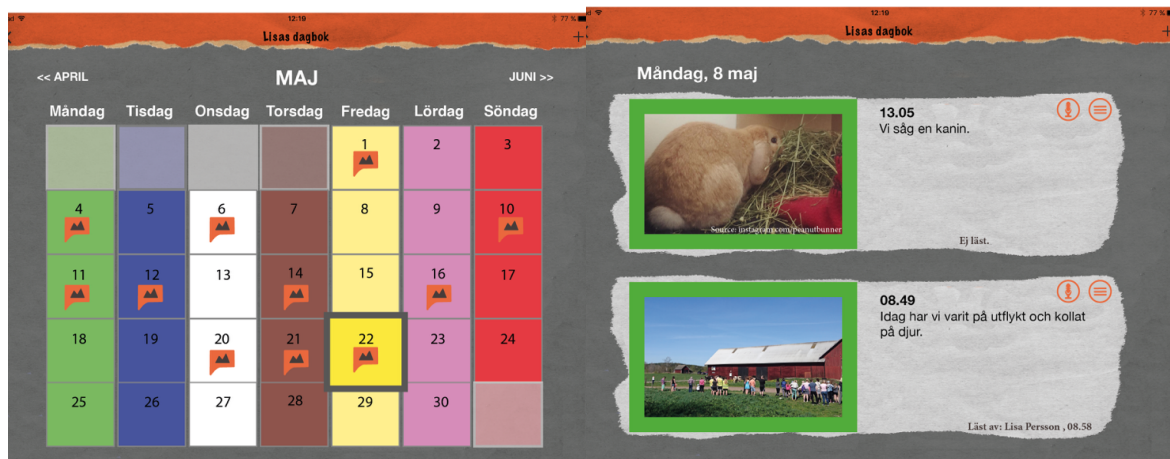 12:19
77 %
Lisas dagbok
+
<< APRIL
MAJ
JUNI >>
Måndag Tisdag Onsdag Torsdag Fredag Lördag Söndag
1 2 3
4 5 6 7 8 9 10
11 12 13 14 15 16 17
18 19 20 21 22 23 24
25 26 27 28 29 30
12:19
77 %
Lisas dagbok
+
Måndag, 8 maj
13.05
Vi såg en kanin.
Source: instagram.com/peanutbunner
Ej läst.
08.49
Idag har vi varit på utflykt och kollat
på djur.
Läst av: Lisa Persson , 08.58